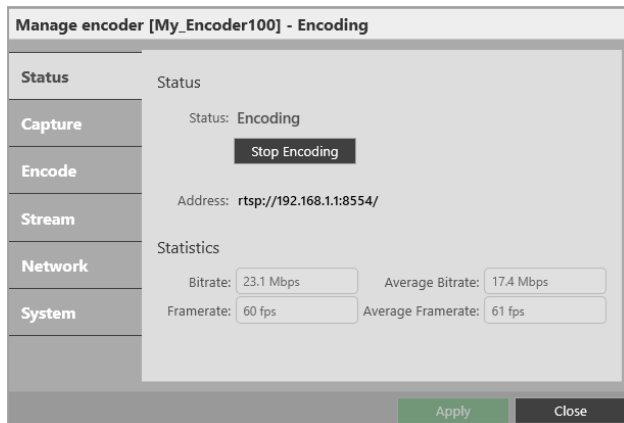 Manage encoder [My_Encoder100] - Encoding
Status
Capture
Encode
Stream
Network
System
Status
Status: Encoding
Stop Encoding
Address: rtsp://192.168.1.1:8554/
Statistics
Bitrate: 23.1 Mbps Average Bitrate: 17.4 Mbps
Framerate: 60 fps Average Framerate: 61 fps
Apply Close